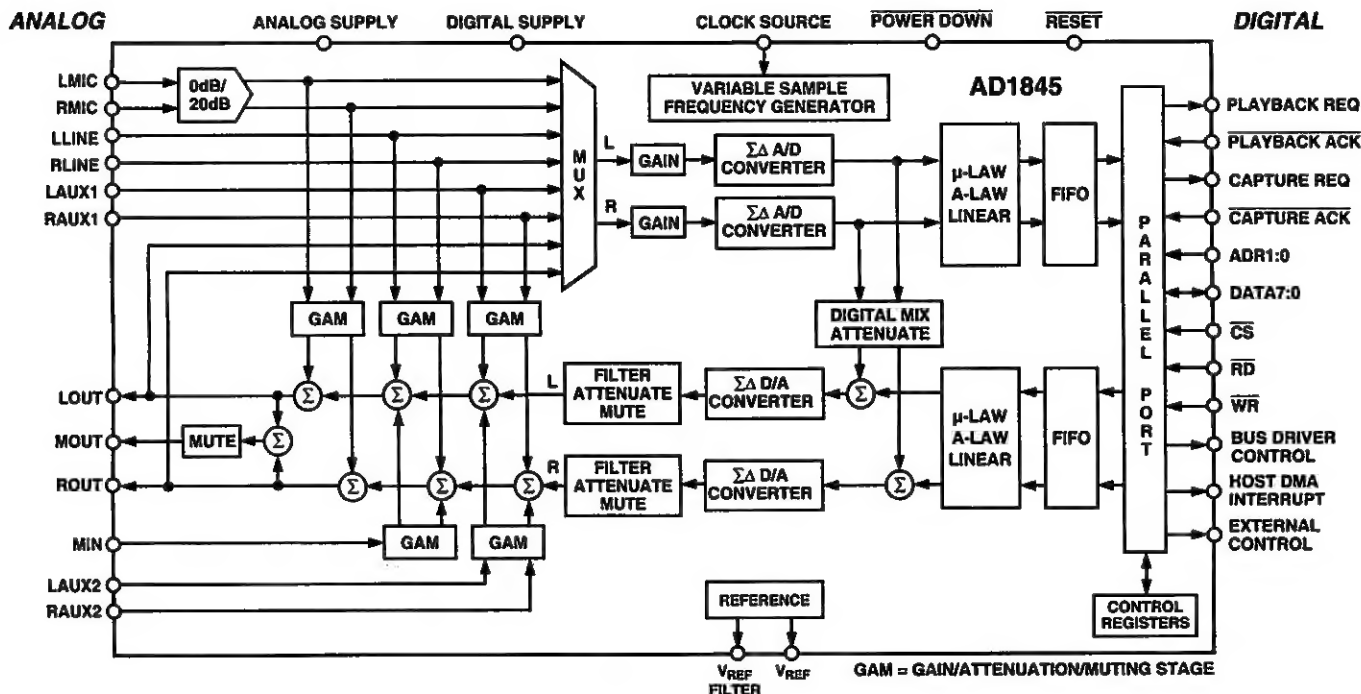 ANALOG
ANALOG SUPPLY
DIGITAL SUPPLY
CLOCK SOURCE
POWER DOWN
RESET
DIGITAL
LMIC
RMIC
LLINE
RLINE
LAUX1
RAUX1
0dB/
20dB
MUX
VARIABLE SAMPLE
FREQUENCY GENERATOR
AD1845
L
GAIN
ΣΔ A/D
CONVERTER
R
GAIN
ΣΔ A/D
CONVERTER
µ-LAW
A-LAW
LINEAR
FIFO
PARALLEL PORT
PLAYBACK REQ
PLAYBACK ACK
CAPTURE REQ
CAPTURE ACK
ADR1:0
DATA7:0
CS
RD
WR
BUS DRIVER
CONTROL
HOST DMA
INTERRUPT
EXTERNAL
CONTROL
GAM
GAM
GAM
DIGITAL MIX
ATTENUATE
LOUT
Σ
Σ
Σ
L
FILTER
ATTENUATE
MUTE
ΣΔ D/A
CONVERTER
Σ
µ-LAW
A-LAW
LINEAR
FIFO
MOUT
MUTE
Σ
ROUT
Σ
Σ
Σ
R
FILTER
ATTENUATE
MUTE
ΣΔ D/A
CONVERTER
Σ
MIN
GAM
GAM
LAUX2
RAUX2
REFERENCE
CONTROL
REGISTERS
VREF
FILTER
VREF
GAM = GAIN/ATTENUATION/MUTING STAGE